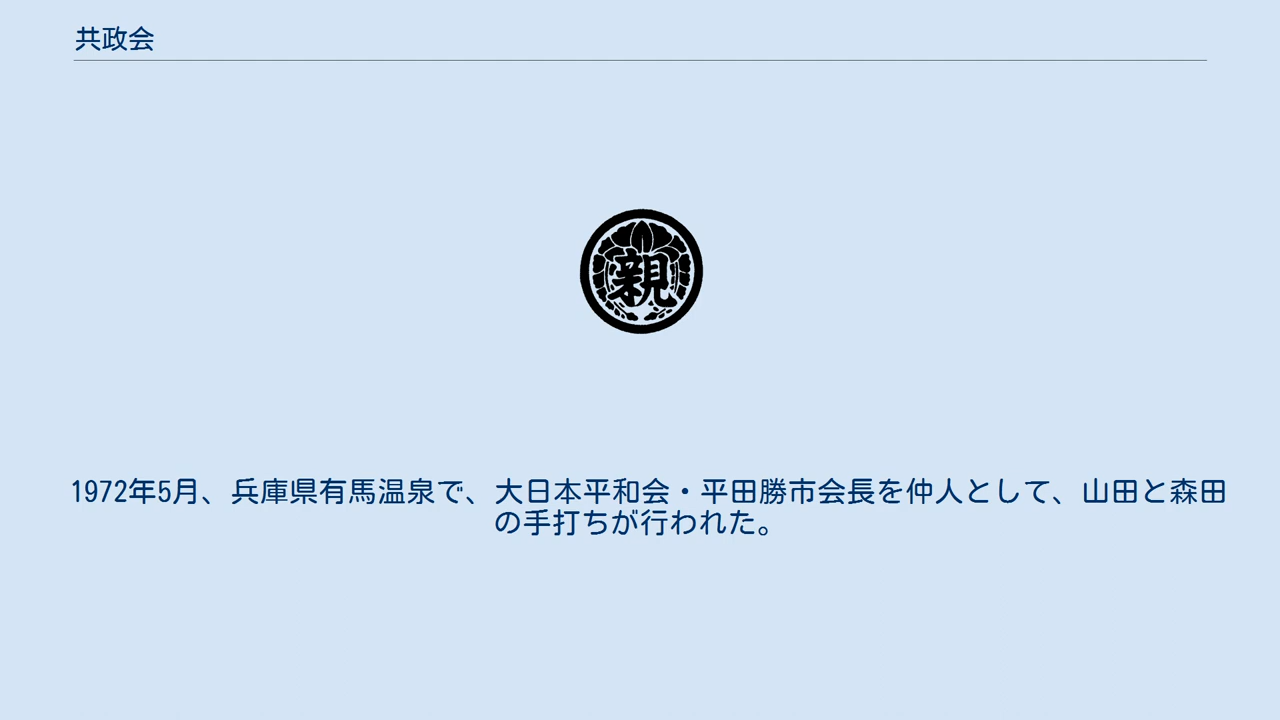 共政会
親
1972年5月、兵庫県有馬温泉で、大日本平和会・平田勝市会長を仲人として、山田と森田
の手打ちが行われた。